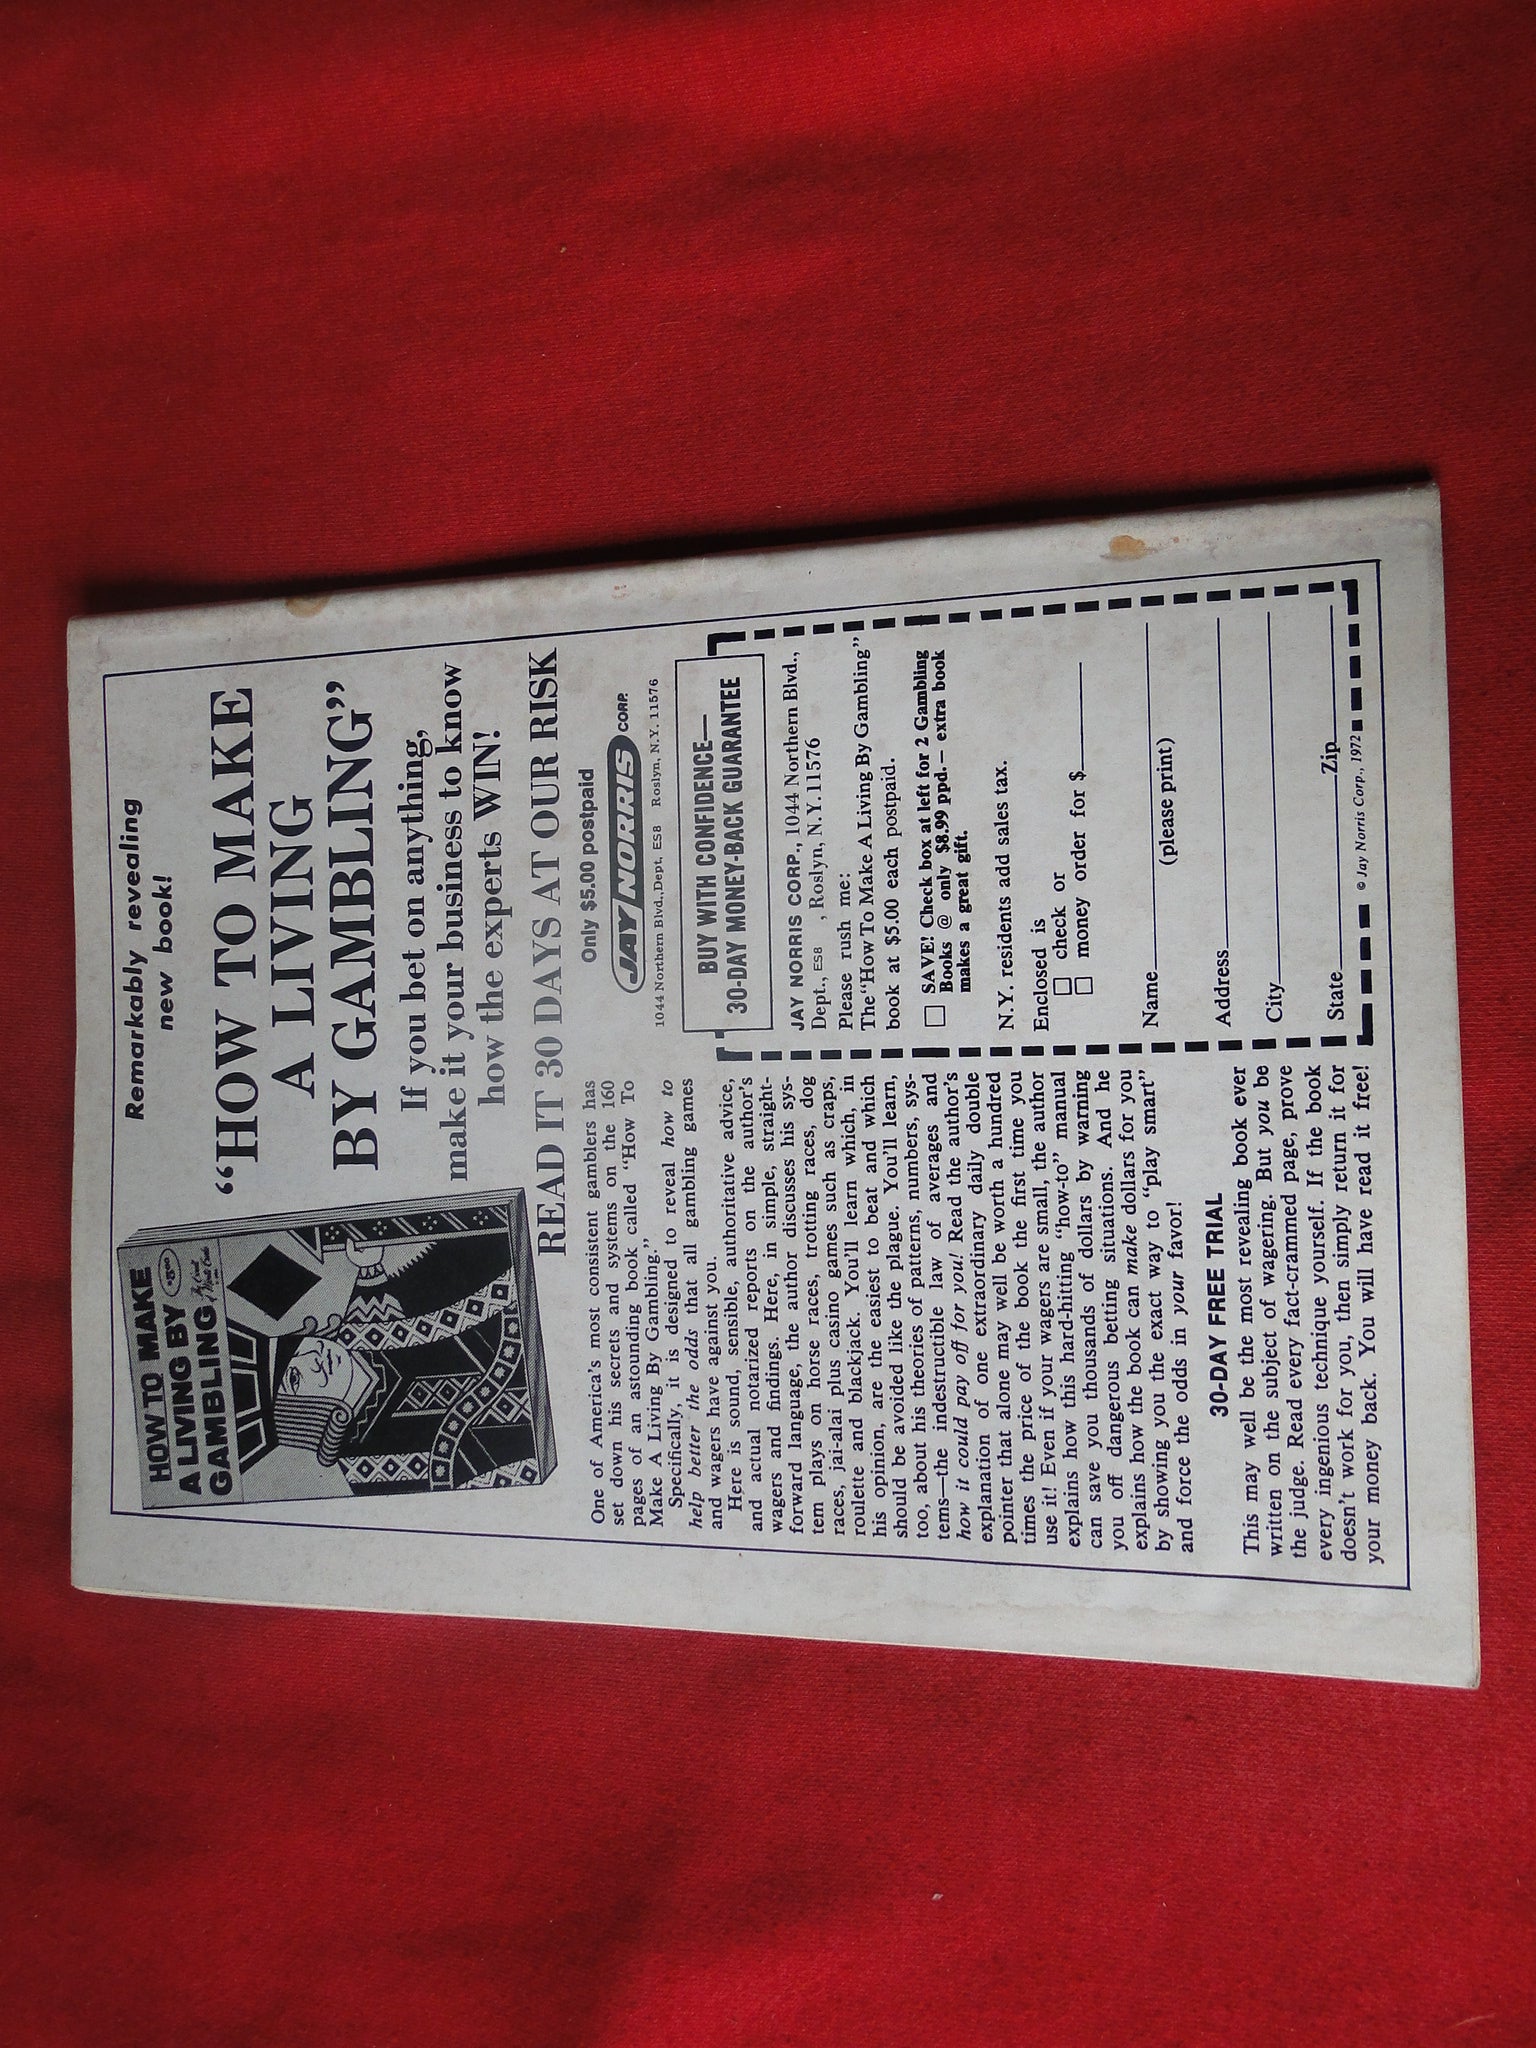 Remarkably revealing
new book!
"HOW TO MAKE
A LIVING
BY GAMBLING"
If you bet on anything,
make it your business to know
how the experts WIN!
READ IT 30 DAYS AT OUR RISK
HOW TO MAKE
A LIVING BY
GAMBLING
One of America's most consistent gamblers has
set down his secrets and systems on the 160
pages of an astounding book called "How To
Make A Living By Gambling."
Specifically, it is designed to reveal how to
help better the odds that all gambling games
and wagers have against you.
Here is sound, sensible, authoritative advice,
and actual notarized reports on the author's
wagers and findings. Here, in simple, straight-
forward language, the author discusses his sys-
tem plays on horse races, trotting races, dog
races, jai-alai plus casino games such as craps,
roulette and blackjack. You'll learn which, in
his opinion, are the easiest to beat and which
should be avoided like the plague. You'll learn,
too, about his theories of patterns, numbers, sys-
tems—the indestructible law of averages and
how it could pay off for you! Read the author's
explanation of one extraordinary daily double
pointer that alone may well be worth a hundred
times the price of the book the first time you
use it! Even if your wagers are small, the author
explains how this hard-hitting "how-to" manual
can save you thousands of dollars by warning
you off dangerous betting situations. And he
explains how the book can make dollars for you
by showing you the exact way to "play smart"
and force the odds in your favor!
30-DAY FREE TRIAL
This may well be the most revealing book ever
written on the subject of wagering. But you be
the judge. Read every fact-crammed page, prove
every ingenious technique yourself. If the book
doesn't work for you, then simply return it for
your money back. You will have read it free!
Only $5.00 postpaid
JAY NORRIS CORP.
1044 Northern Blvd., Dept, ES8 Roslyn, N.Y. 11576
BUY WITH CONFIDENCE—
30-DAY MONEY-BACK GUARANTEE
JAY NORRIS CORP., 1044 Northern Blvd.,
Dept., ES8 , Roslyn, N.Y. 11576
Please rush me:
The "How To Make A Living By Gambling"
book at $5.00 each postpaid.
SAVE! Check box at left for 2 Gambling
Books @ only $8.99 ppd.— extra book
makes a great gift.
N.Y. residents add sales tax.
Enclosed is
check or
money order for $
Name
(please print)
Address
City
State Zip
© Jay Norris Corp., 1972